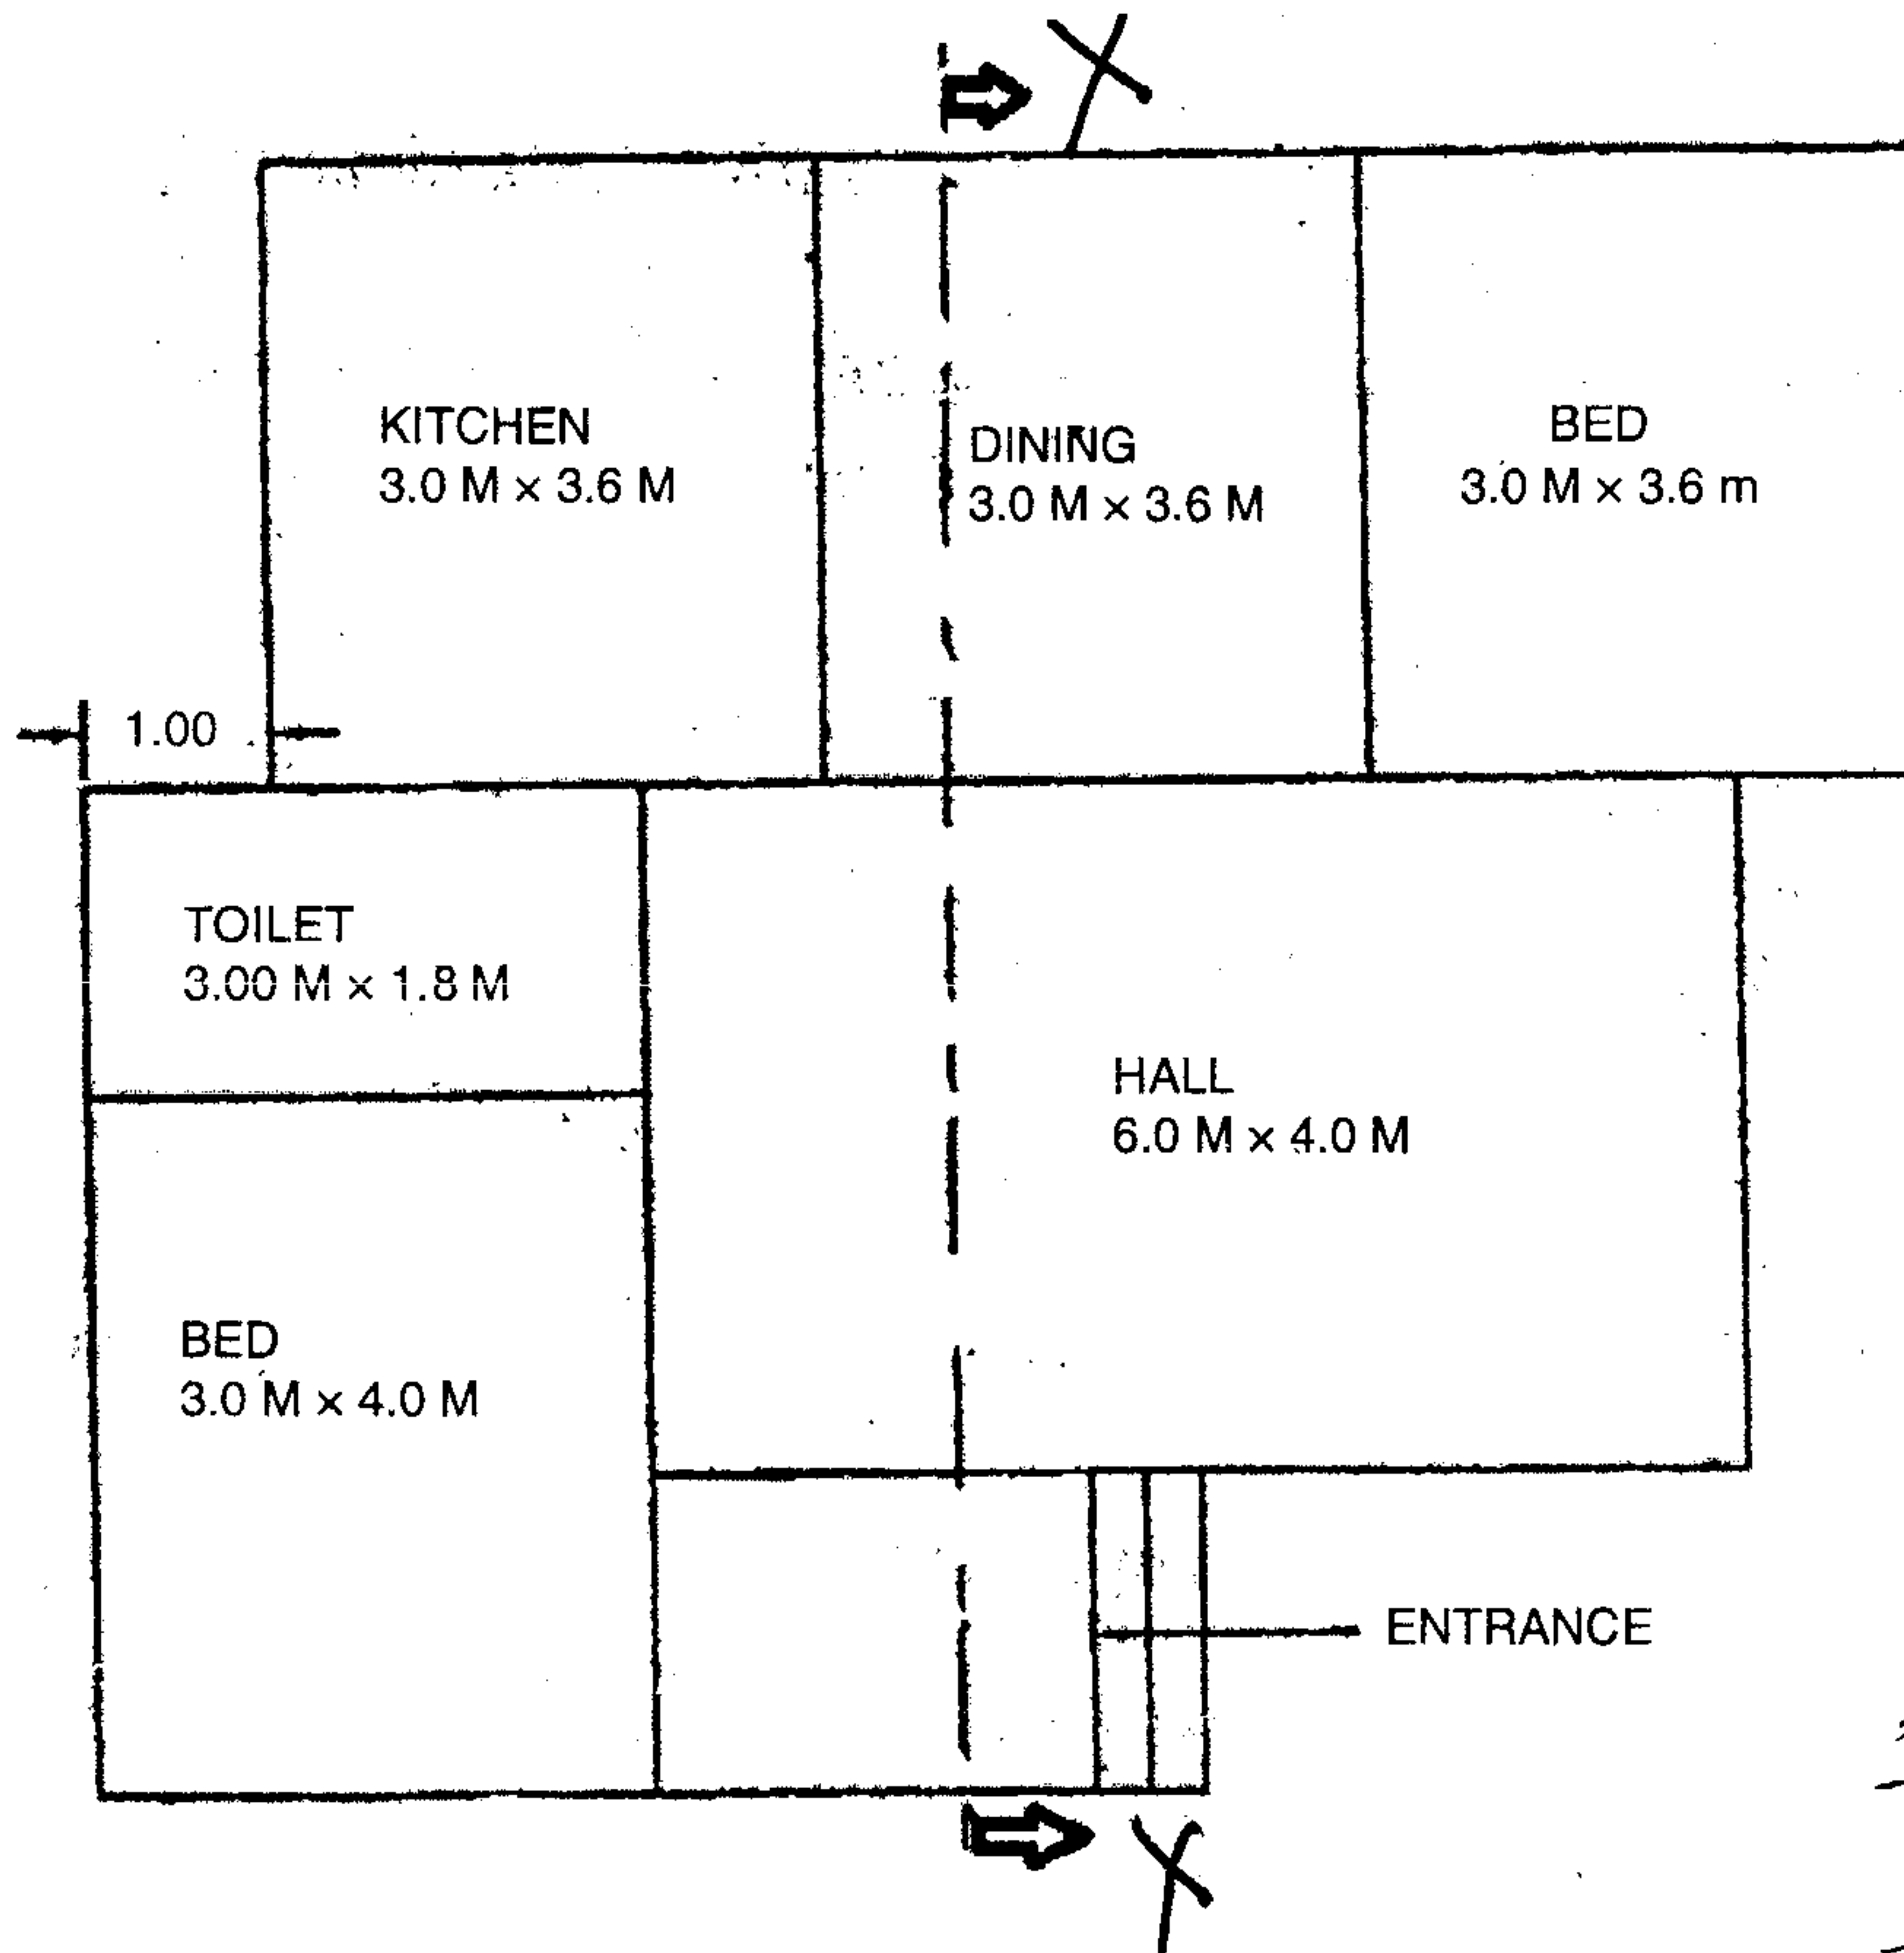 X
KITCHEN
3.0 M × 3.6 M
DINING
3.0 M × 3.6 M
BED
3.0 M × 3.6 m
1.00
TOILET
3.00 M × 1.8 M
HALL
6.0 M × 4.0 M
BED
3.0 M × 4.0 M
ENTRANCE
X